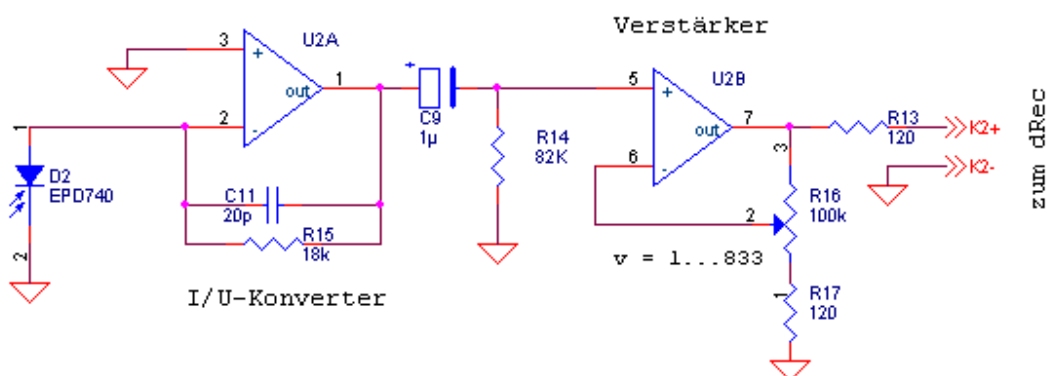 Verstärker
3
U2A
+
out
1
2
-
+
C9
1µ
5
U2B
+
out
7
6
-
R14
82K
R13
120
K2+
K2-
zum dRec
1
D2
EPD740
2
C11
20p
R15
18k
3
R16
100k
2
v = 1...833
I/U-Konverter
1
R17
120